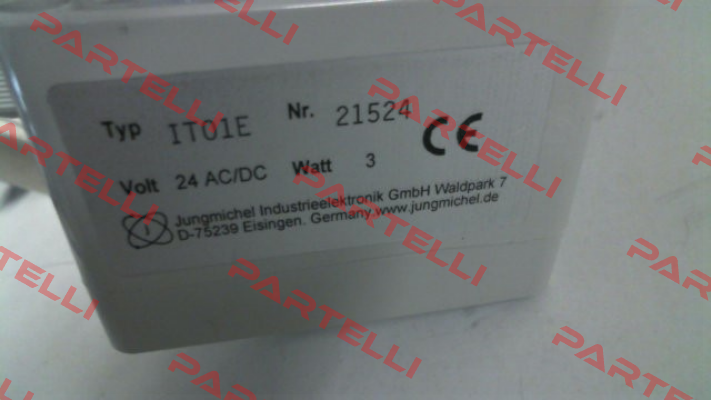 PARTELLI
Typ IT01E Nr. 21524 CE
Volt 24 AC/DC Watt 3
Jungmichel Industrieelektronik GmbH Waldpark 7
D-75239 Eisingen. Germany.www.jungmichel.de